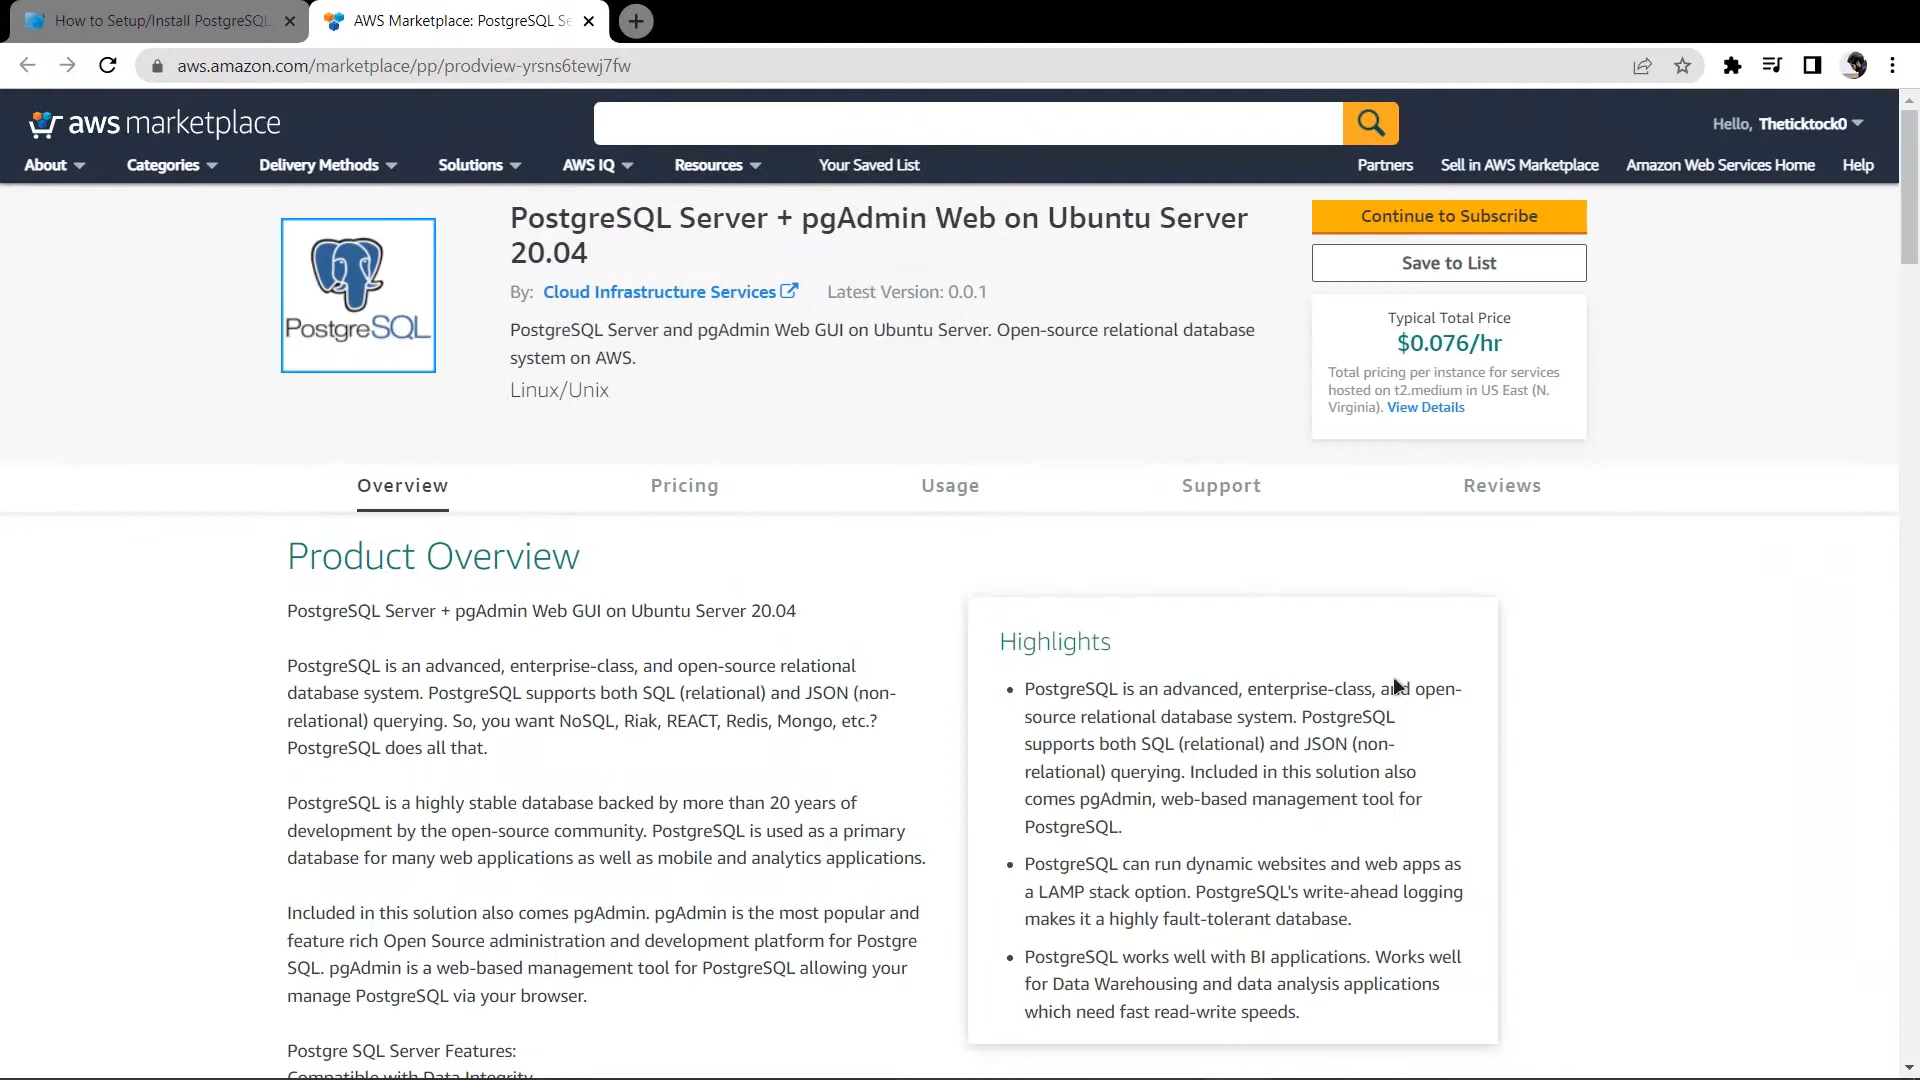 How to Setup/Install PostgreSQL
AWS Marketplace: PostgreSQL Se
aws.amazon.com/marketplace/pp/prodview-yrsns6tewj7fw
aws marketplace
Hello, Theticktock0
About
Categories
Delivery Methods
Solutions
AWS IQ
Resources
Your Saved List
Partners
Sell in AWS Marketplace
Amazon Web Services Home
Help
PostgreSQL
PostgreSQL Server + pgAdmin Web on Ubuntu Server
20.04
By: Cloud Infrastructure Services
Latest Version: 0.0.1
PostgreSQL Server and pgAdmin Web GUI on Ubuntu Server. Open-source relational database
system on AWS.
Linux/Unix
Continue to Subscribe
Save to List
Typical Total Price
$0.076/hr
Total pricing per instance for services
hosted on t2.medium in US East (N.
Virginia). View Details
Overview
Pricing
Usage
Support
Reviews
Product Overview
PostgreSQL Server + pgAdmin Web GUI on Ubuntu Server 20.04
PostgreSQL is an advanced, enterprise-class, and open-source relational
database system. PostgreSQL supports both SQL (relational) and JSON (non-
relational) querying. So, you want NoSQL, Riak, REACT, Redis, Mongo, etc.?
PostgreSQL does all that.
PostgreSQL is a highly stable database backed by more than 20 years of
development by the open-source community. PostgreSQL is used as a primary
database for many web applications as well as mobile and analytics applications.
Included in this solution also comes pgAdmin. pgAdmin is the most popular and
feature rich Open Source administration and development platform for Postgre
SQL. pgAdmin is a web-based management tool for PostgreSQL allowing your
manage PostgreSQL via your browser.
Postgre SQL Server Features:
Compatible with Data Integrity
Highlights
PostgreSQL is an advanced, enterprise-class, and open-
source relational database system. PostgreSQL
supports both SQL (relational) and JSON (non-
relational) querying. Included in this solution also
comes pgAdmin, web-based management tool for
PostgreSQL.
PostgreSQL can run dynamic websites and web apps as
a LAMP stack option. PostgreSQL's write-ahead logging
makes it a highly fault-tolerant database.
PostgreSQL works well with BI applications. Works well
for Data Warehousing and data analysis applications
which need fast read-write speeds.